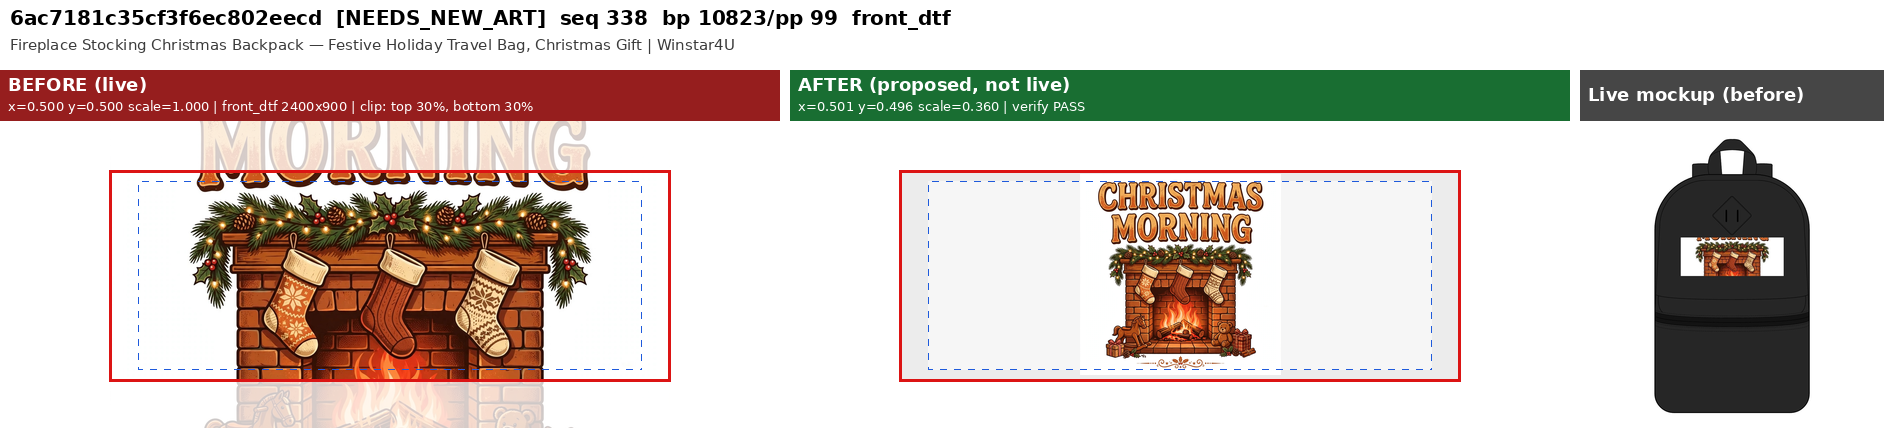 6ac7181c35cf3f6ec802eecd [NEEDS_NEW_ART] seq 338 bp 10823/pp 99 front_dtf
Fireplace Stocking Christmas Backpack — Festive Holiday Travel Bag, Christmas Gift | Winstar4U
BEFORE (live)
x=0.500 y=0.500 scale=1.000 | front_dtf 2400x900 | clip: top 30%, bottom 30%
MORNING
AFTER (proposed, not live)
x=0.501 y=0.496 scale=0.360 | verify PASS
CHRISTMAS
MORNING
Live mockup (before)